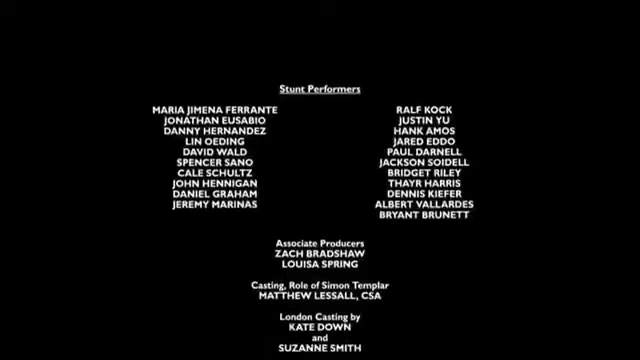 Stunt Performers
MARIA JIMENA FERRANTE
JONATHAN EUSABIO
DANNY HERNANDEZ
LIN OEDING
DAVID WALD
SPENCER SANO
CALE SCHULTZ
JOHN HENNIGAN
DANIEL GRAHAM
JEREMY MARINAS
RALF KOCK
JUSTIN YU
HANK AMOS
JARED EDDO
PAUL DARNELL
JACKSON SOIDELL
BRIDGET RILEY
THAYR HARRIS
DENNIS KIEFER
ALBERT VALLARDES
BRYANT BRUNETT
Associate Producers
ZACH BRADSHAW
LOUISA SPRING
Casting, Role of Simon Templar
MATTHEW LESSALL, CSA
London Casting by
KATE DOWN
and
SUZANNE SMITH